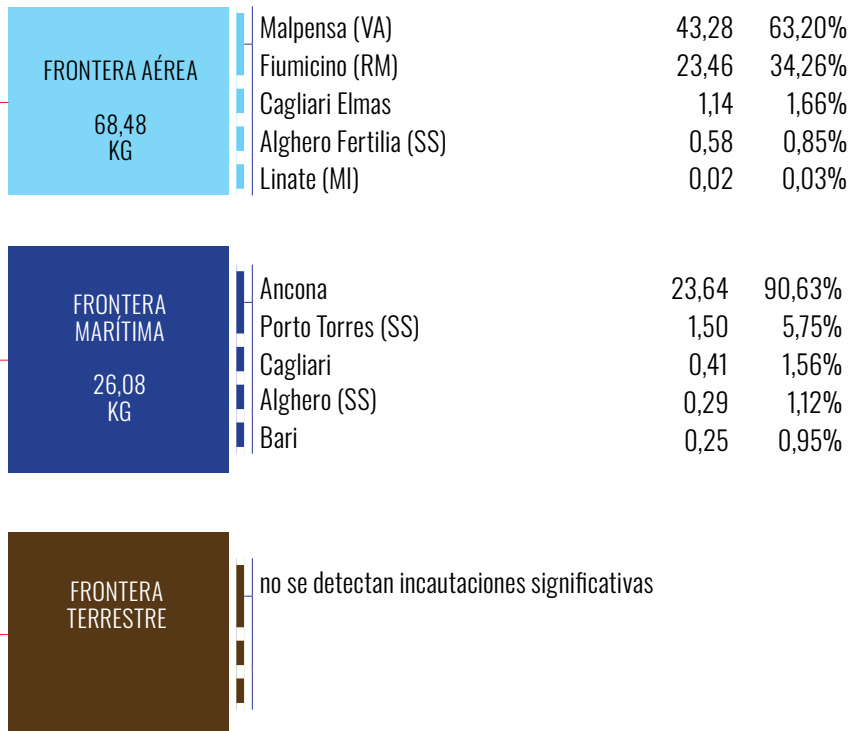 FRONTERA AÉREA
68,48
KG
Malpensa (VA) 43,28 63,20%
Fiumicino (RM) 23,46 34,26%
Cagliari Elmas 1,14 1,66%
Alghero Fertilia (SS) 0,58 0,85%
Linate (MI) 0,02 0,03%
FRONTERA
MARÍTIMA
26,08
KG
Ancona 23,64 90,63%
Porto Torres (SS) 1,50 5,75%
Cagliari 0,41 1,56%
Alghero (SS) 0,29 1,12%
Bari 0,25 0,95%
FRONTERA
TERRESTRE
no se detectan incautaciones significativas